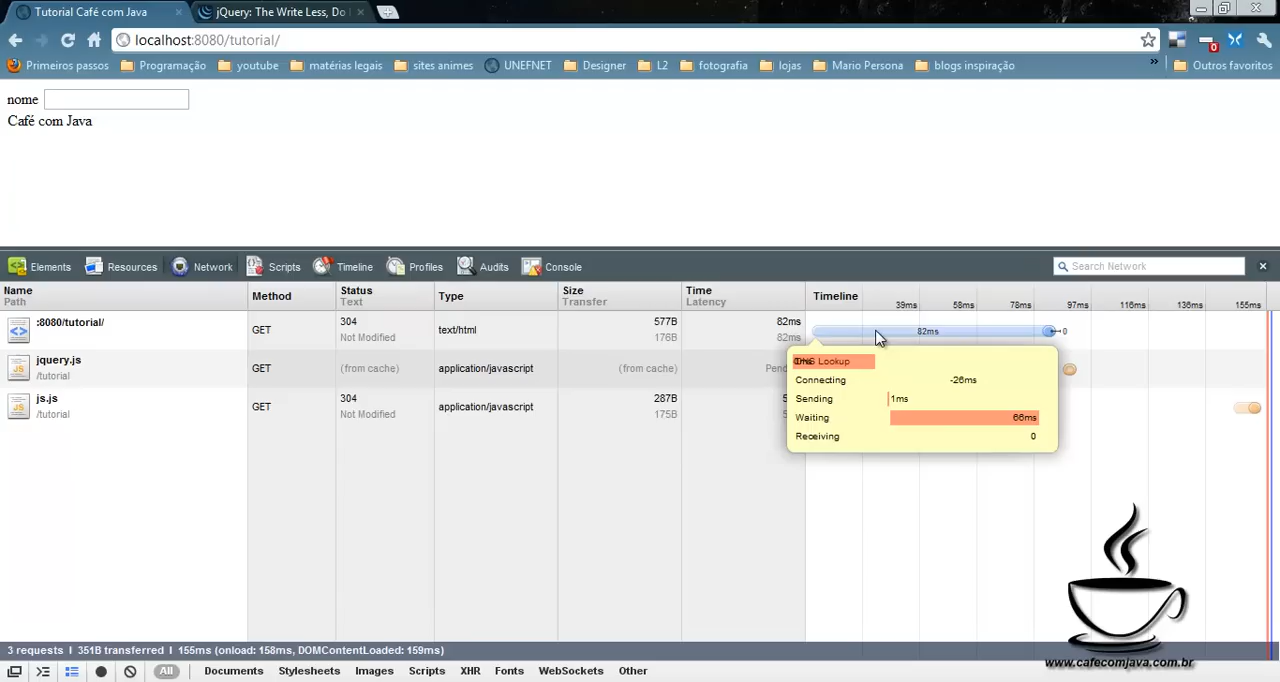 Tutorial Café com Java
jQuery: The Write Less, Do
localhost:8080/tutorial/
0
Primeiros passos Programação youtube matérias legais sites animes UNEFNET Designer L2 fotografia lojas Mario Persona blogs inspiração » Outros favoritos
nome
Café com Java
Elements Resources Network Scripts Timeline Profiles Audits Console Search Network
Name Method Status Type Size Time Timeline
Path Text Transfer Latency 39ms 58ms 78ms 97ms 116ms 136ms 155ms
:8080/tutorial/ GET 304 text/html 577B 82ms 82ms 0
Not Modified 176B 82ms
jquery.js GET (from cache) application/javascript (from cache) Pend
/tutorial
js.js GET 304 application/javascript 287B 5
/tutorial Not Modified 175B 5
Lookup
Connecting -26ms
Sending 1ms
Waiting 66ms
Receiving 0
www.cafecomjava.com.br
3 requests | 351B transferred | 155ms (onload: 158ms, DOMContentLoaded: 159ms)
All Documents Stylesheets Images Scripts XHR Fonts WebSockets Other